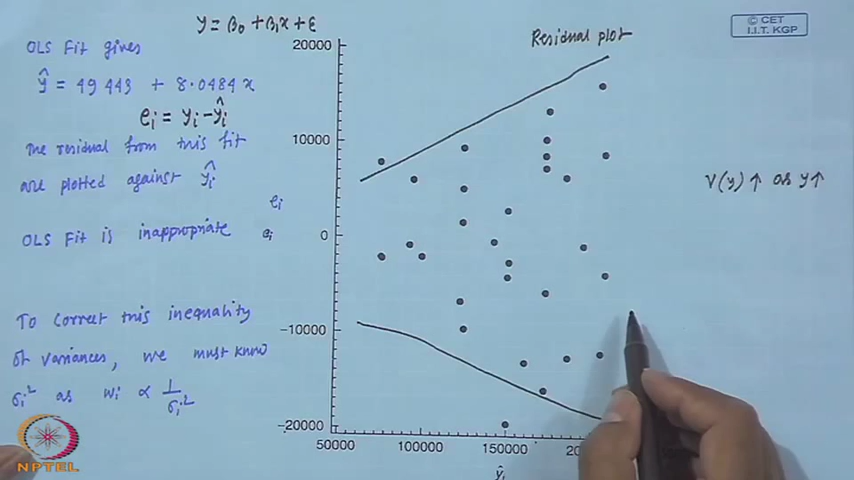 y = β₀ + β₁x + ε
OLS Fit gives
ŷ = 49443 + 8.0484 x
eᵢ = yᵢ - ŷᵢ
The residual from this fit
are plotted against ŷᵢ
OLS Fit is inappropriate
To correct this inequality
of variances, we must know
σᵢ² as wᵢ ∝ 1/σᵢ²
NPTEL
Residual plot
20000
10000
0
-10000
-20000
eᵢ
eᵢ
50000 100000 150000
ŷᵢ
© CET
I.I.T. KGP
V(y) ↑ as y ↑